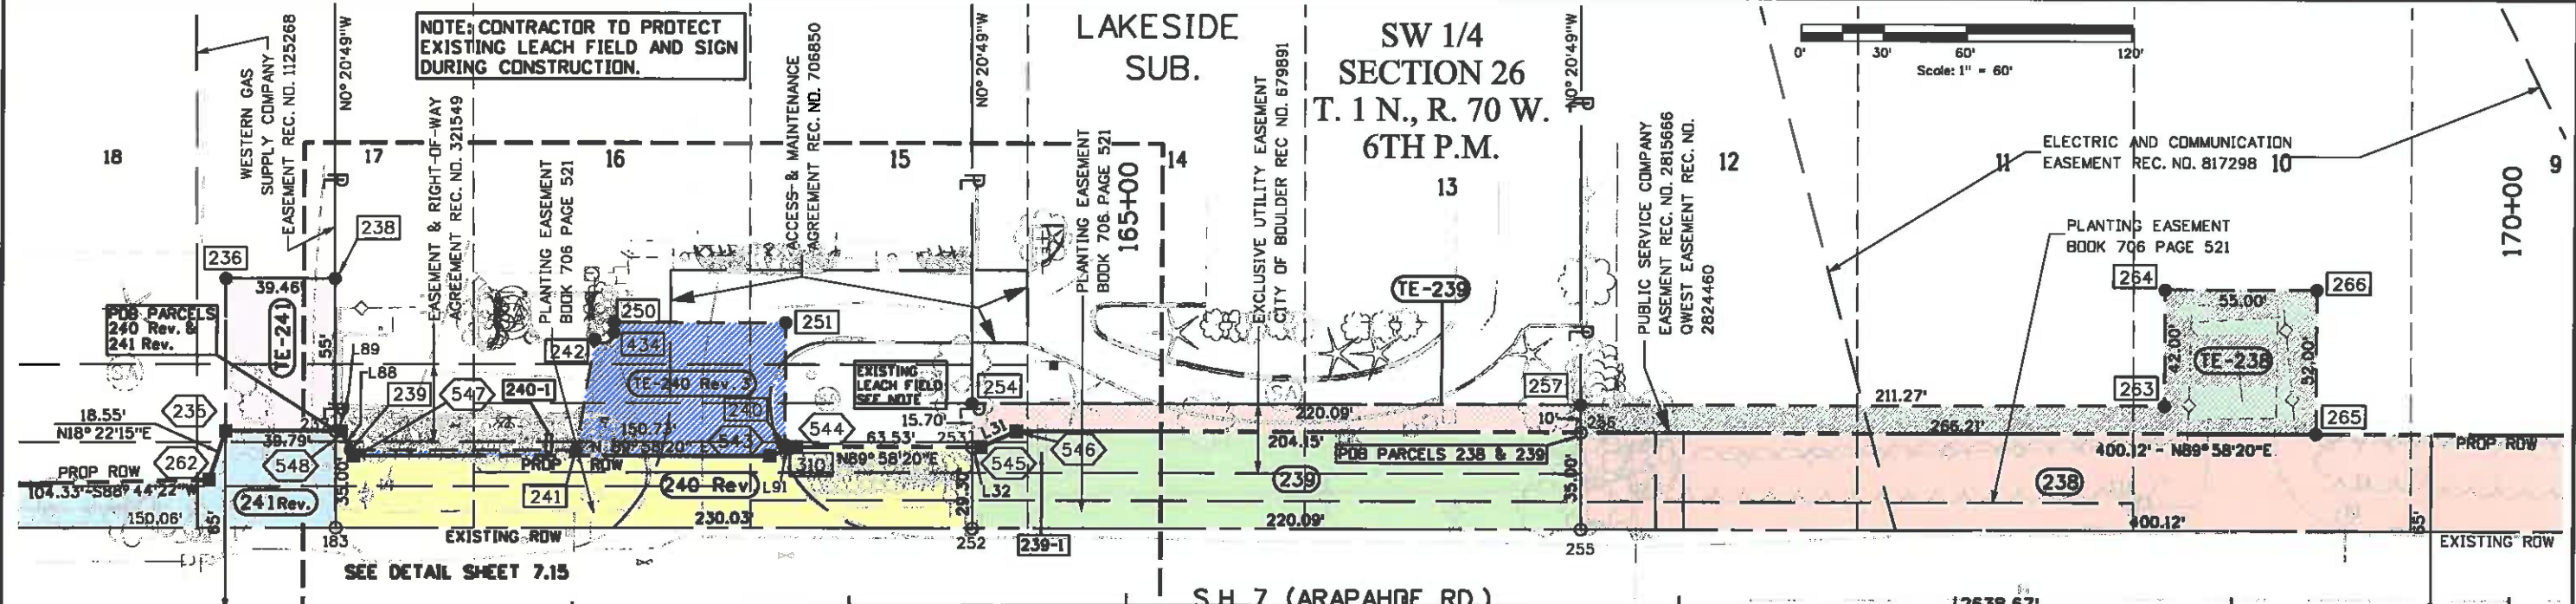 NOTE: CONTRACTOR TO PROTECT
EXISTING LEACH FIELD AND SIGN
DURING CONSTRUCTION.
LAKESIDE
SUB.
SW 1/4
SECTION 26
T. 1 N., R. 70 W.
6TH P.M.
0' 30' 60' 120'
Scale: 1" = 60'
WESTERN GAS
SUPPLY COMPANY
EASEMENT REC. NO. 1125268
N0° 20'49"W
EASEMENT & RIGHT-OF-WAY
AGREEMENT REC. NO. 321549
PLANTING EASEMENT
BOOK 706 PAGE 521
ACCESS & MAINTENANCE
AGREEMENT REC. NO. 706850
N0° 20'49"W
PLANTING EASEMENT
BOOK 706 PAGE 521
165+00
EXCLUSIVE UTILITY EASEMENT
CITY OF BOULDER REC NO. 679891
N0° 20'49"W
PUBLIC SERVICE COMPANY
EASEMENT REC. NO. 2815666
QWEST EASEMENT REC. NO.
2824460
ELECTRIC AND COMMUNICATION
EASEMENT REC. NO. 817298
PLANTING EASEMENT
BOOK 706 PAGE 521
170+00
18
17
16
15
14
13
12
11
10
9
236
238
39.46'
POB PARCELS
240 Rev. &
241 Rev.
TE-241
55'
L89
L88
239
547
240-1
242
250
434
251
TE-240 Rev. 3
240
EXISTING
LEACH FIELD
SEE NOTE
254
TE-239
257
264
266
55.00'
42.00'
TE-238
52.00'
263
265
211.27'
18.55'
N18° 22'15"E
235
39.79'
262
548
35.00'
150.73'
543
544
15.70'
63.53'
253
N89° 58'20"E
L31
545
546
L32
220.09'
10'
256
204.15'
POB PARCELS 238 & 239
266.21'
400.12' - N89°58'20"E
PROP ROW
PROP ROW
104.33'-S88° 44'22"W
241Rev.
PROP ROW
241
310
240 Rev.
L91
29.30'
239
35.00'
238
150.06'
65'
183
EXISTING ROW
230.03'
252
239-1
220.09'
255
400.12'
65'
EXISTING ROW
SEE DETAIL SHEET 7.15
S.H. 7 (ARAPAHOE RD.)
2638.67'